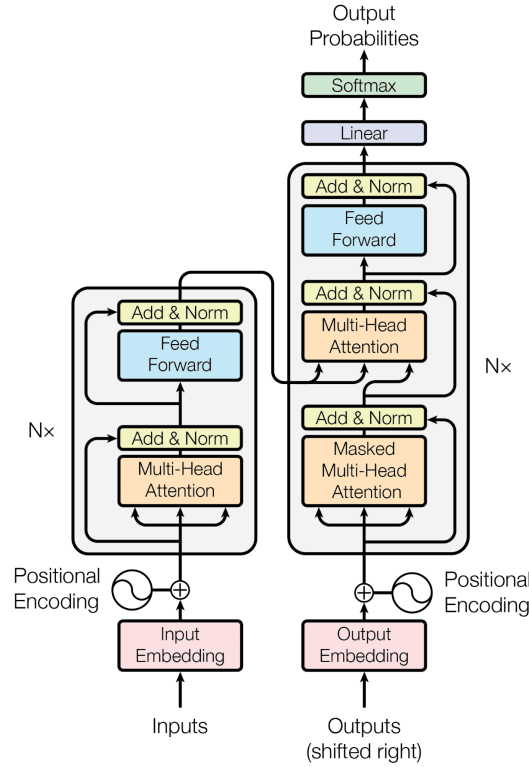 Output
Probabilities
Softmax
Linear
Add & Norm
Feed
Forward
Add & Norm
Multi-Head
Attention
N×
Add & Norm
Masked
Multi-Head
Attention
Add & Norm
Feed
Forward
N×
Add & Norm
Multi-Head
Attention
Positional
Encoding
Positional
Encoding
Input
Embedding
Output
Embedding
Inputs
Outputs
(shifted right)